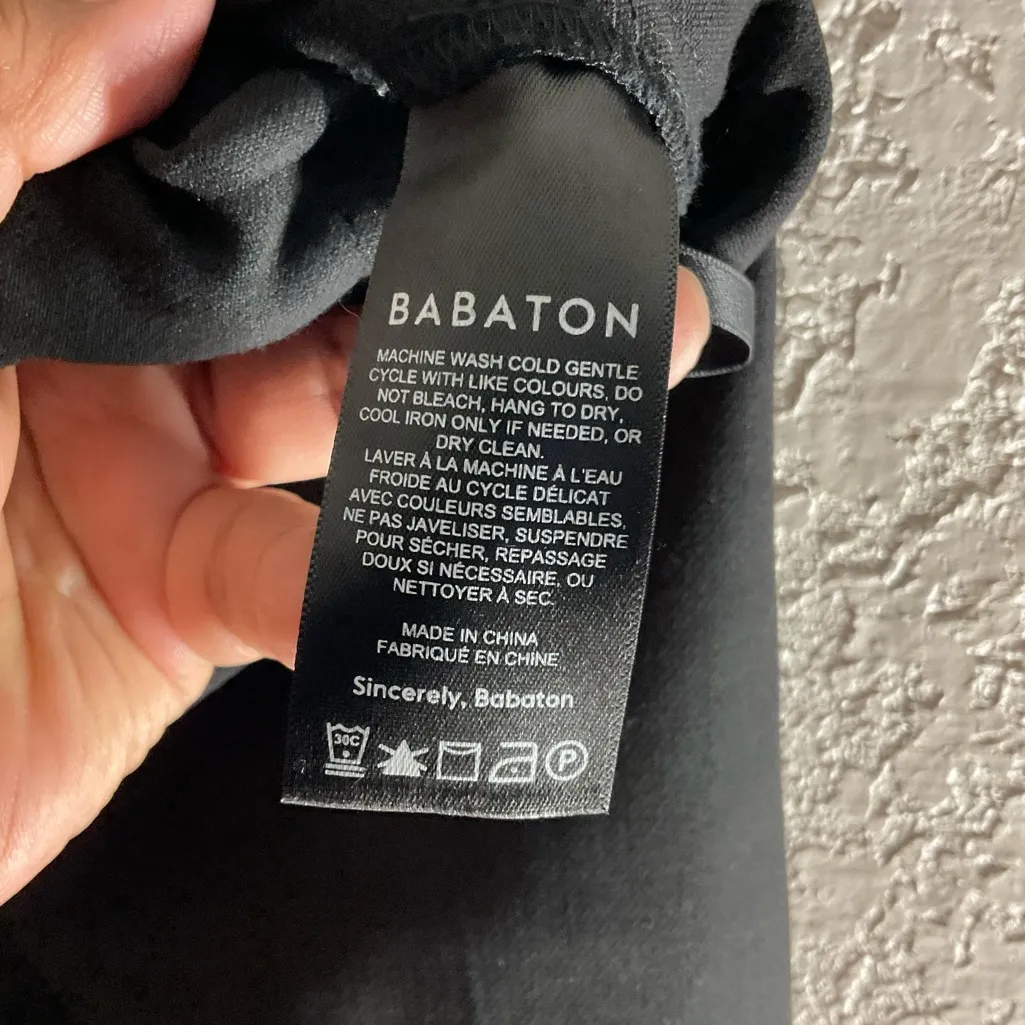 BABATON
MACHINE WASH COLD GENTLE
CYCLE WITH LIKE COLOURS, DO
NOT BLEACH, HANG TO DRY,
COOL IRON ONLY IF NEEDED, OR
DRY CLEAN.
LAVER À LA MACHINE À L'EAU
FROIDE AU CYCLE DÉLICAT
AVEC COULEURS SEMBLABLES,
NE PAS JAVELISER, SUSPENDRE
POUR SÉCHER, REPASSAGE
DOUX SI NÉCESSAIRE, OU
NETTOYER À SEC.
MADE IN CHINA
FABRIQUÉ EN CHINE
Sincerely, Babaton
30C P